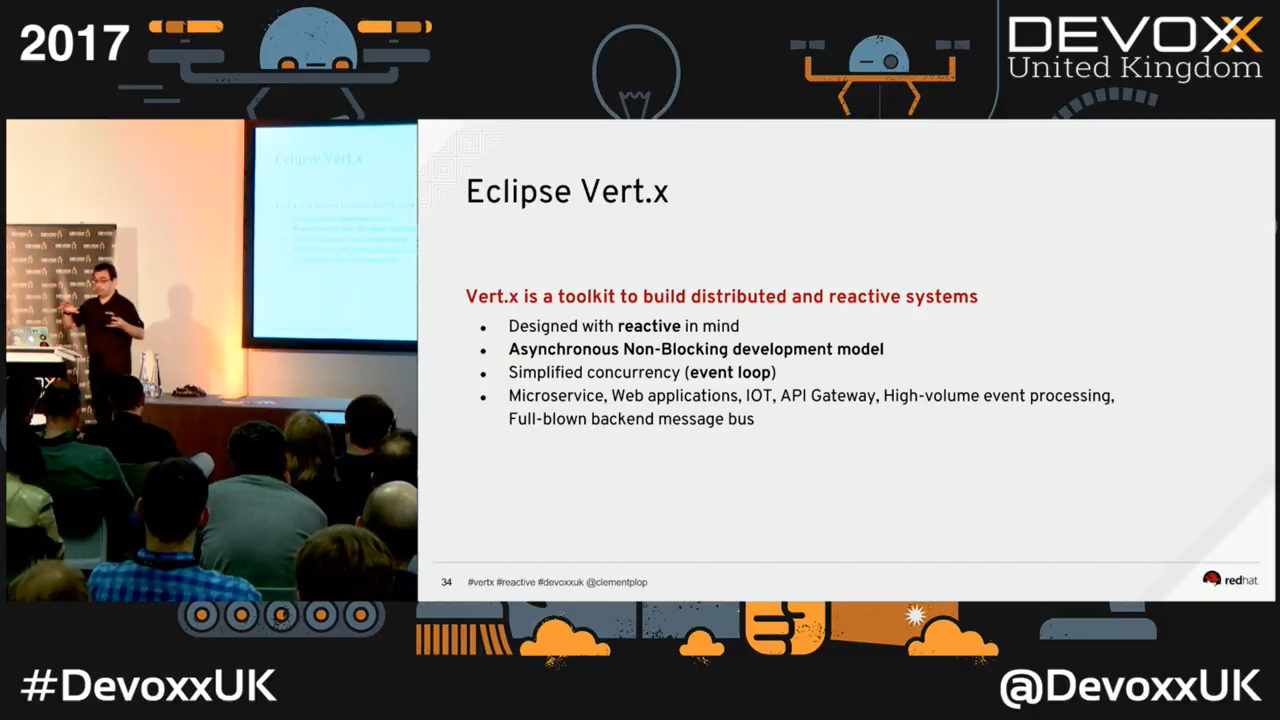 2017
DEVOXX
United Kingdom
Eclipse Vert.x
Eclipse Vert.x
Vert.x is a toolkit to build distributed and reactive systems
• Designed with reactive in mind
• Asynchronous Non-Blocking development model
• Simplified concurrency (event loop)
• Microservice, Web applications, IOT, API Gateway, High-volume event processing,
Full-blown backend message bus
34 #vertx #reactive #devoxxuk @clementplop
redhat.
#DevoxxUK
@DevoxxUK